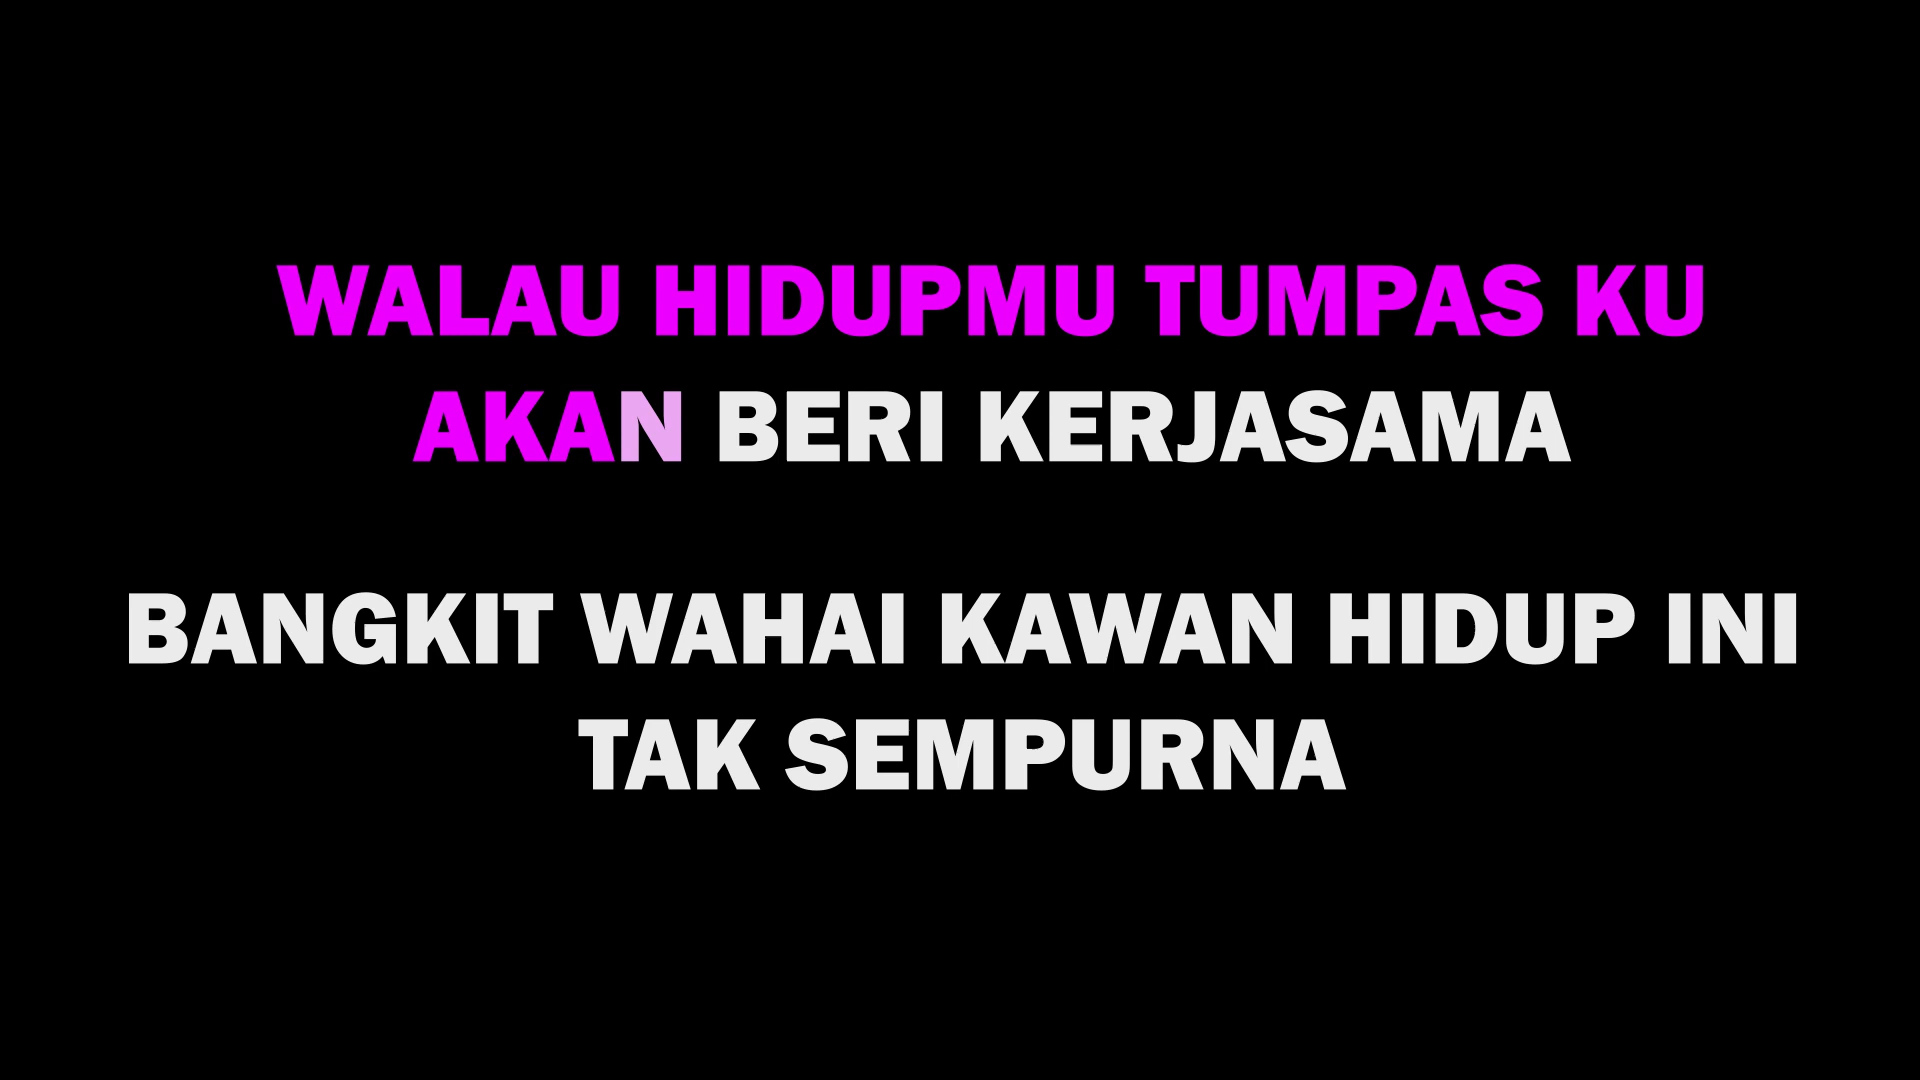 WALAU HIDUPMU TUMPAS KU
AKAN BERI KERJASAMA
BANGKIT WAHAI KAWAN HIDUP INI
TAK SEMPURNA